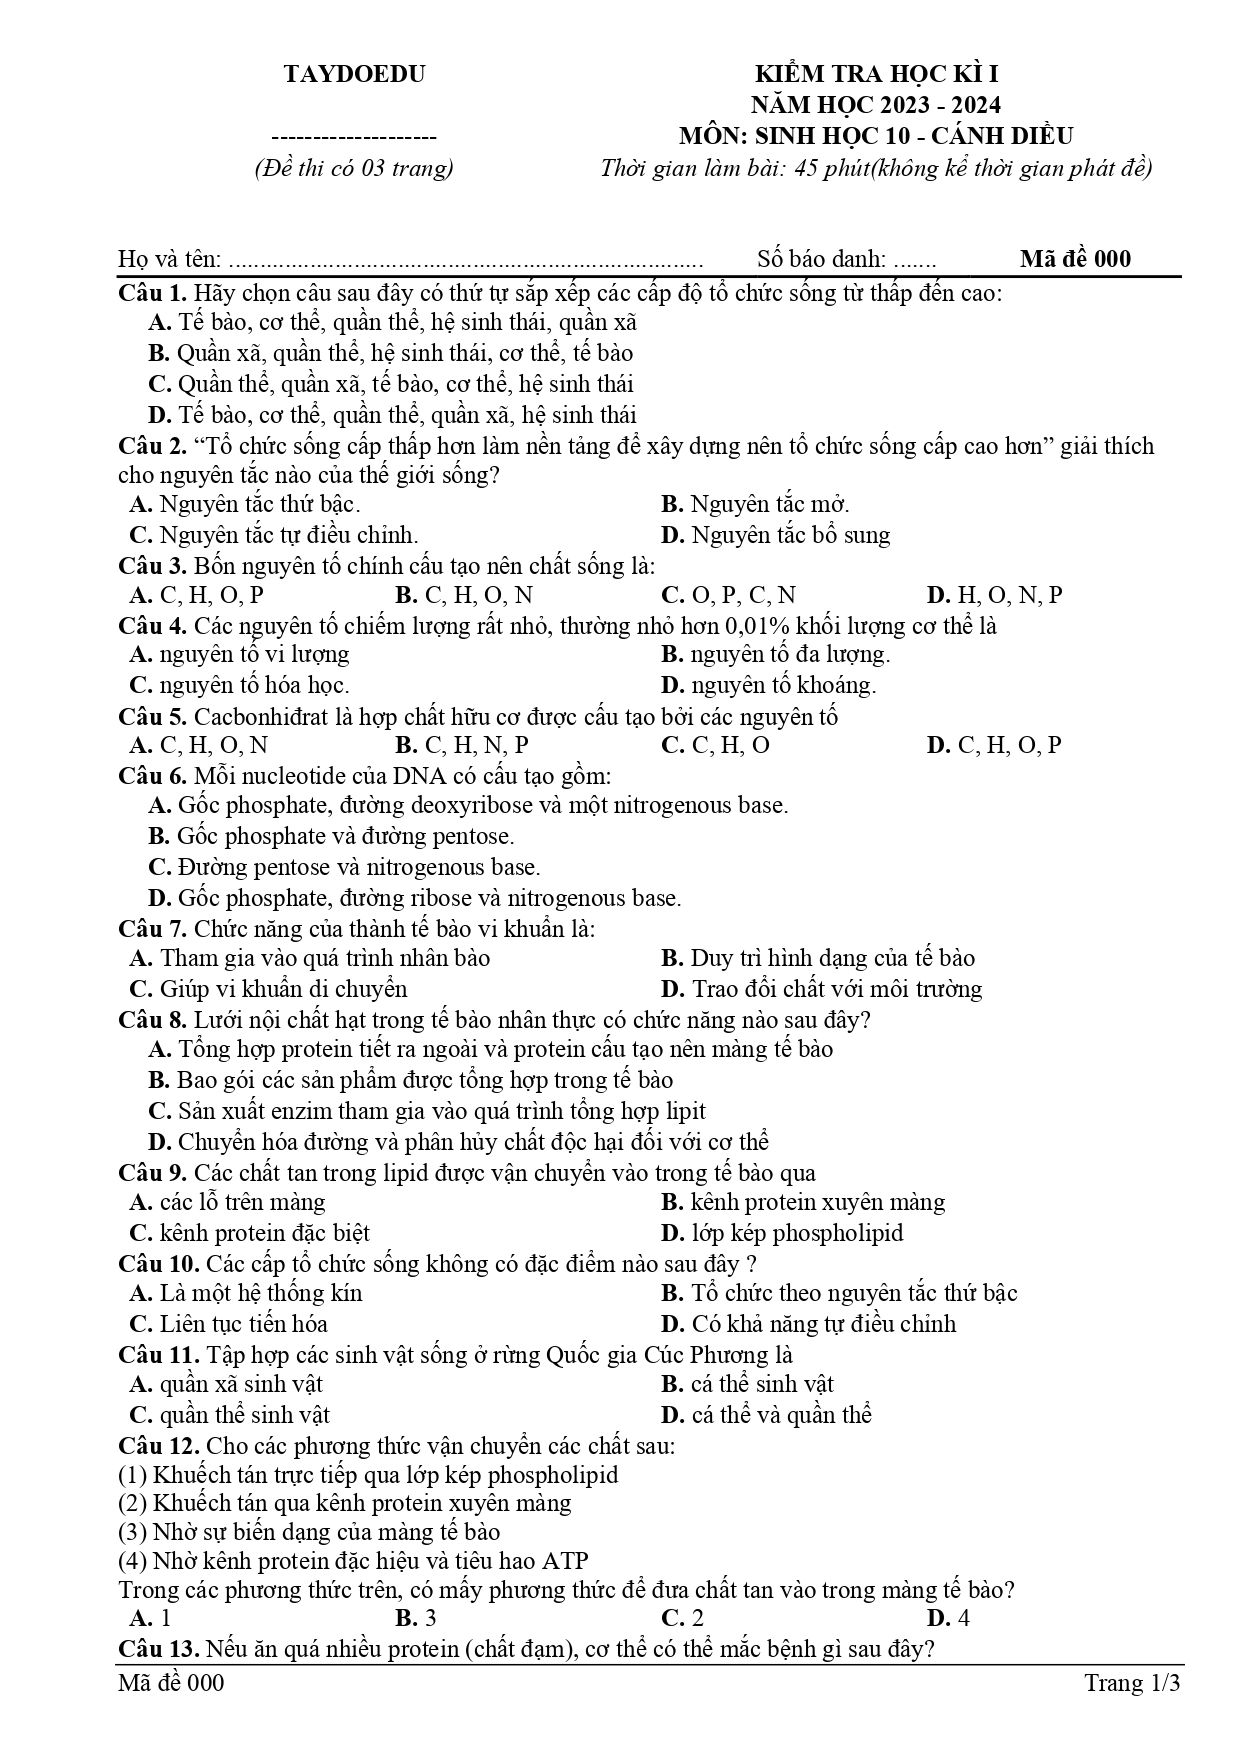 TAYDOEDU
--------------------
(Đề thi có 03 trang)
KIỂM TRA HỌC KÌ I
NĂM HỌC 2023 - 2024
MÔN: SINH HỌC 10 - CÁNH DIỀU
Thời gian làm bài: 45 phút(không kể thời gian phát đề)
Họ và tên: ............................................................................ Số báo danh: ....... Mã đề 000
Câu 1. Hãy chọn câu sau đây có thứ tự sắp xếp các cấp độ tổ chức sống từ thấp đến cao:
A. Tế bào, cơ thể, quần thể, hệ sinh thái, quần xã
B. Quần xã, quần thể, hệ sinh thái, cơ thể, tế bào
C. Quần thể, quần xã, tế bào, cơ thể, hệ sinh thái
D. Tế bào, cơ thể, quần thể, quần xã, hệ sinh thái
Câu 2. “Tổ chức sống cấp thấp hơn làm nền tảng để xây dựng nên tổ chức sống cấp cao hơn” giải thích
cho nguyên tắc nào của thế giới sống?
A. Nguyên tắc thứ bậc. B. Nguyên tắc mở.
C. Nguyên tắc tự điều chỉnh. D. Nguyên tắc bổ sung
Câu 3. Bốn nguyên tố chính cấu tạo nên chất sống là:
A. C, H, O, P B. C, H, O, N C. O, P, C, N D. H, O, N, P
Câu 4. Các nguyên tố chiếm lượng rất nhỏ, thường nhỏ hơn 0,01% khối lượng cơ thể là
A. nguyên tố vi lượng B. nguyên tố đa lượng.
C. nguyên tố hóa học. D. nguyên tố khoáng.
Câu 5. Cacbonhiđrat là hợp chất hữu cơ được cấu tạo bởi các nguyên tố
A. C, H, O, N B. C, H, N, P C. C, H, O D. C, H, O, P
Câu 6. Mỗi nucleotide của DNA có cấu tạo gồm:
A. Gốc phosphate, đường deoxyribose và một nitrogenous base.
B. Gốc phosphate và đường pentose.
C. Đường pentose và nitrogenous base.
D. Gốc phosphate, đường ribose và nitrogenous base.
Câu 7. Chức năng của thành tế bào vi khuẩn là:
A. Tham gia vào quá trình nhân bào B. Duy trì hình dạng của tế bào
C. Giúp vi khuẩn di chuyển D. Trao đổi chất với môi trường
Câu 8. Lưới nội chất hạt trong tế bào nhân thực có chức năng nào sau đây?
A. Tổng hợp protein tiết ra ngoài và protein cấu tạo nên màng tế bào
B. Bao gói các sản phẩm được tổng hợp trong tế bào
C. Sản xuất enzim tham gia vào quá trình tổng hợp lipit
D. Chuyển hóa đường và phân hủy chất độc hại đối với cơ thể
Câu 9. Các chất tan trong lipid được vận chuyển vào trong tế bào qua
A. các lỗ trên màng B. kênh protein xuyên màng
C. kênh protein đặc biệt D. lớp kép phospholipid
Câu 10. Các cấp tổ chức sống không có đặc điểm nào sau đây ?
A. Là một hệ thống kín B. Tổ chức theo nguyên tắc thứ bậc
C. Liên tục tiến hóa D. Có khả năng tự điều chỉnh
Câu 11. Tập hợp các sinh vật sống ở rừng Quốc gia Cúc Phương là
A. quần xã sinh vật B. cá thể sinh vật
C. quần thể sinh vật D. cá thể và quần thể
Câu 12. Cho các phương thức vận chuyển các chất sau:
(1) Khuếch tán trực tiếp qua lớp kép phospholipid
(2) Khuếch tán qua kênh protein xuyên màng
(3) Nhờ sự biến dạng của màng tế bào
(4) Nhờ kênh protein đặc hiệu và tiêu hao ATP
Trong các phương thức trên, có mấy phương thức để đưa chất tan vào trong màng tế bào?
A. 1 B. 3 C. 2 D. 4
Câu 13. Nếu ăn quá nhiều protein (chất đạm), cơ thể có thể mắc bệnh gì sau đây?
Mã đề 000 Trang 1/3